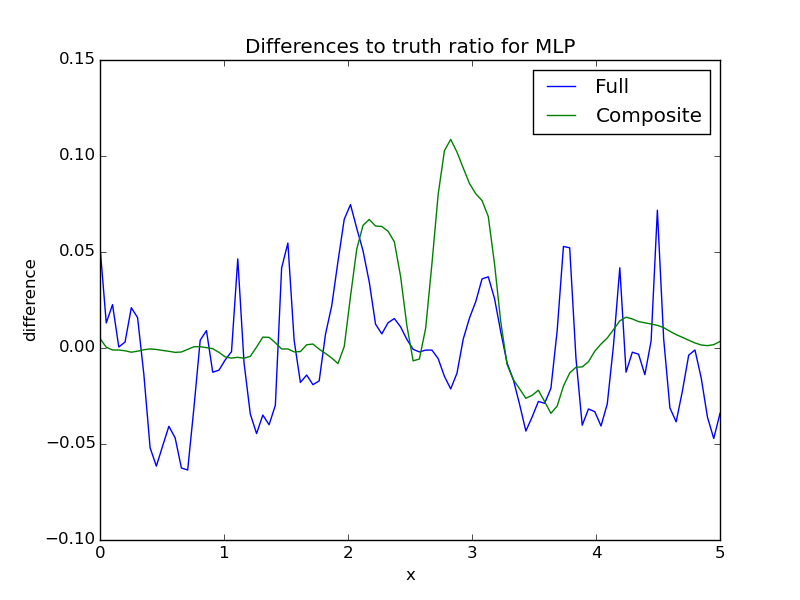 Differences to truth ratio for MLP
0.15
0.10
0.05
0.00
−0.05
−0.10
difference
Full
Composite
0 1 2 3 4 5
x